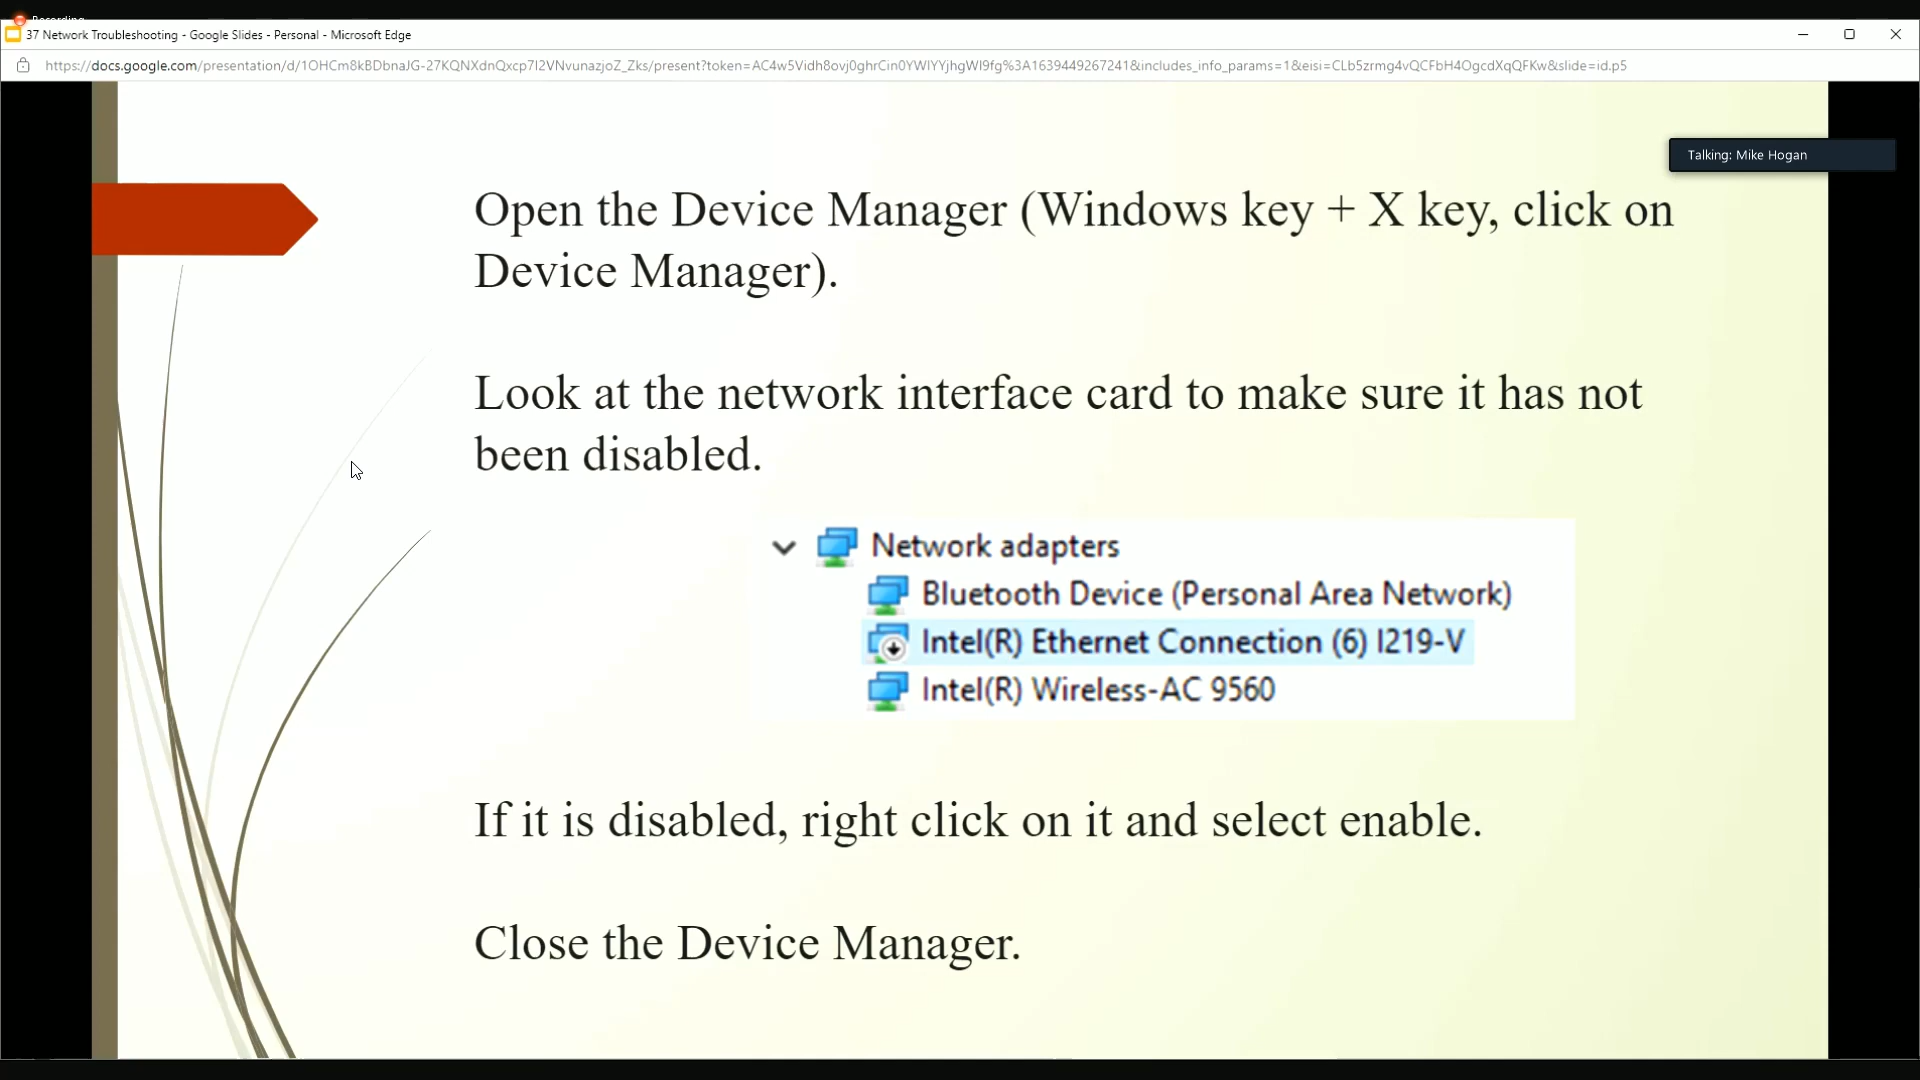 Recording
37 Network Troubleshooting - Google Slides - Personal - Microsoft Edge
https://docs.google.com/presentation/d/1OHCm8kBDbnaJG-27KQNXdnQxcp7I2VNvunazjoZ_Zks/present?token=AC4w5Vidh8ovj0ghrCin0YWIYYjhgWI9fg%3A1639449267241&includes_info_params=1&eisi=CLb5zrmg4vQCFbH4OgcdXqQFKw&slide=id.p5
Talking: Mike Hogan
Open the Device Manager (Windows key + X key, click on
Device Manager).
Look at the network interface card to make sure it has not
been disabled.
Network adapters
Bluetooth Device (Personal Area Network)
Intel(R) Ethernet Connection (6) I219-V
Intel(R) Wireless-AC 9560
If it is disabled, right click on it and select enable.
Close the Device Manager.